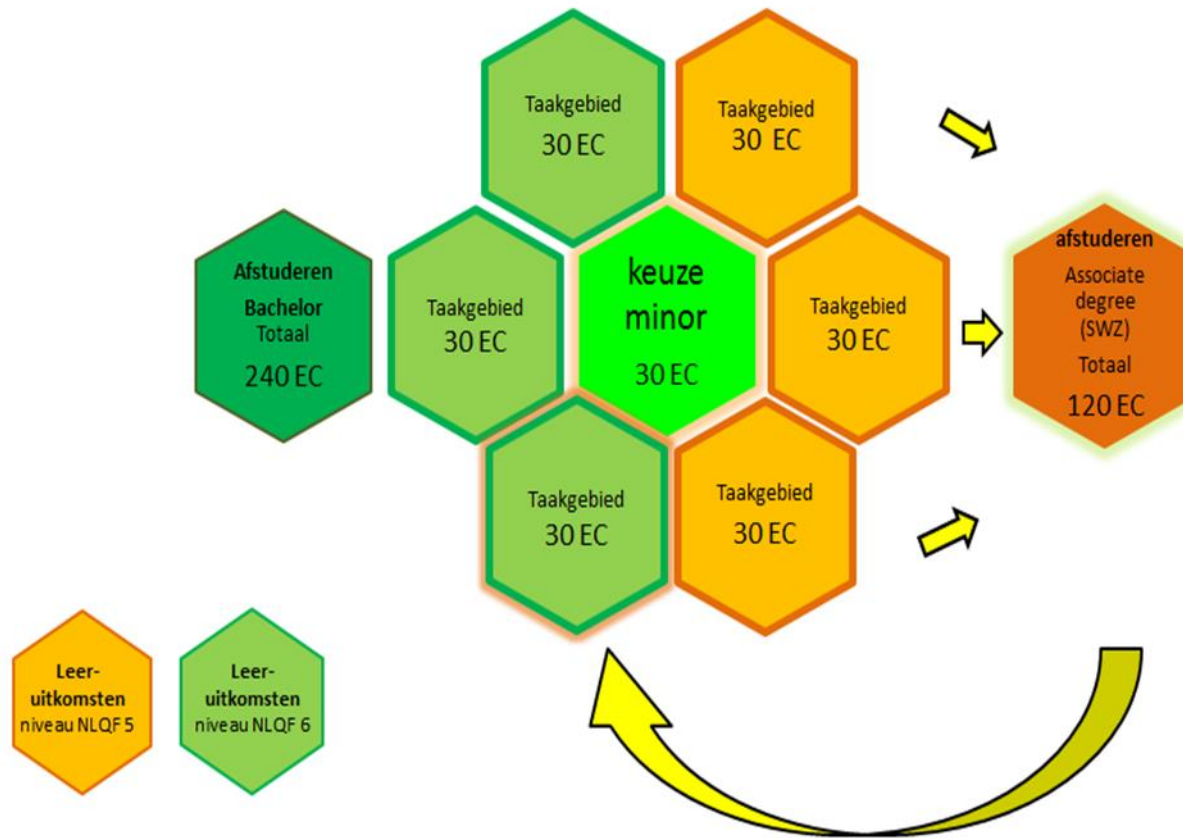 Taakgebied
30 EC
Taakgebied
30 EC
Afstuderen
Bachelor
Totaal
240 EC
Taakgebied
30 EC
keuze
minor
30 EC
Taakgebied
30 EC
afstuderen
Associate
degree
(SWZ)
Totaal
120 EC
Taakgebied
30 EC
Taakgebied
30 EC
Leer-
uitkomsten
niveau NLQF 5
Leer-
uitkomsten
niveau NLQF 6